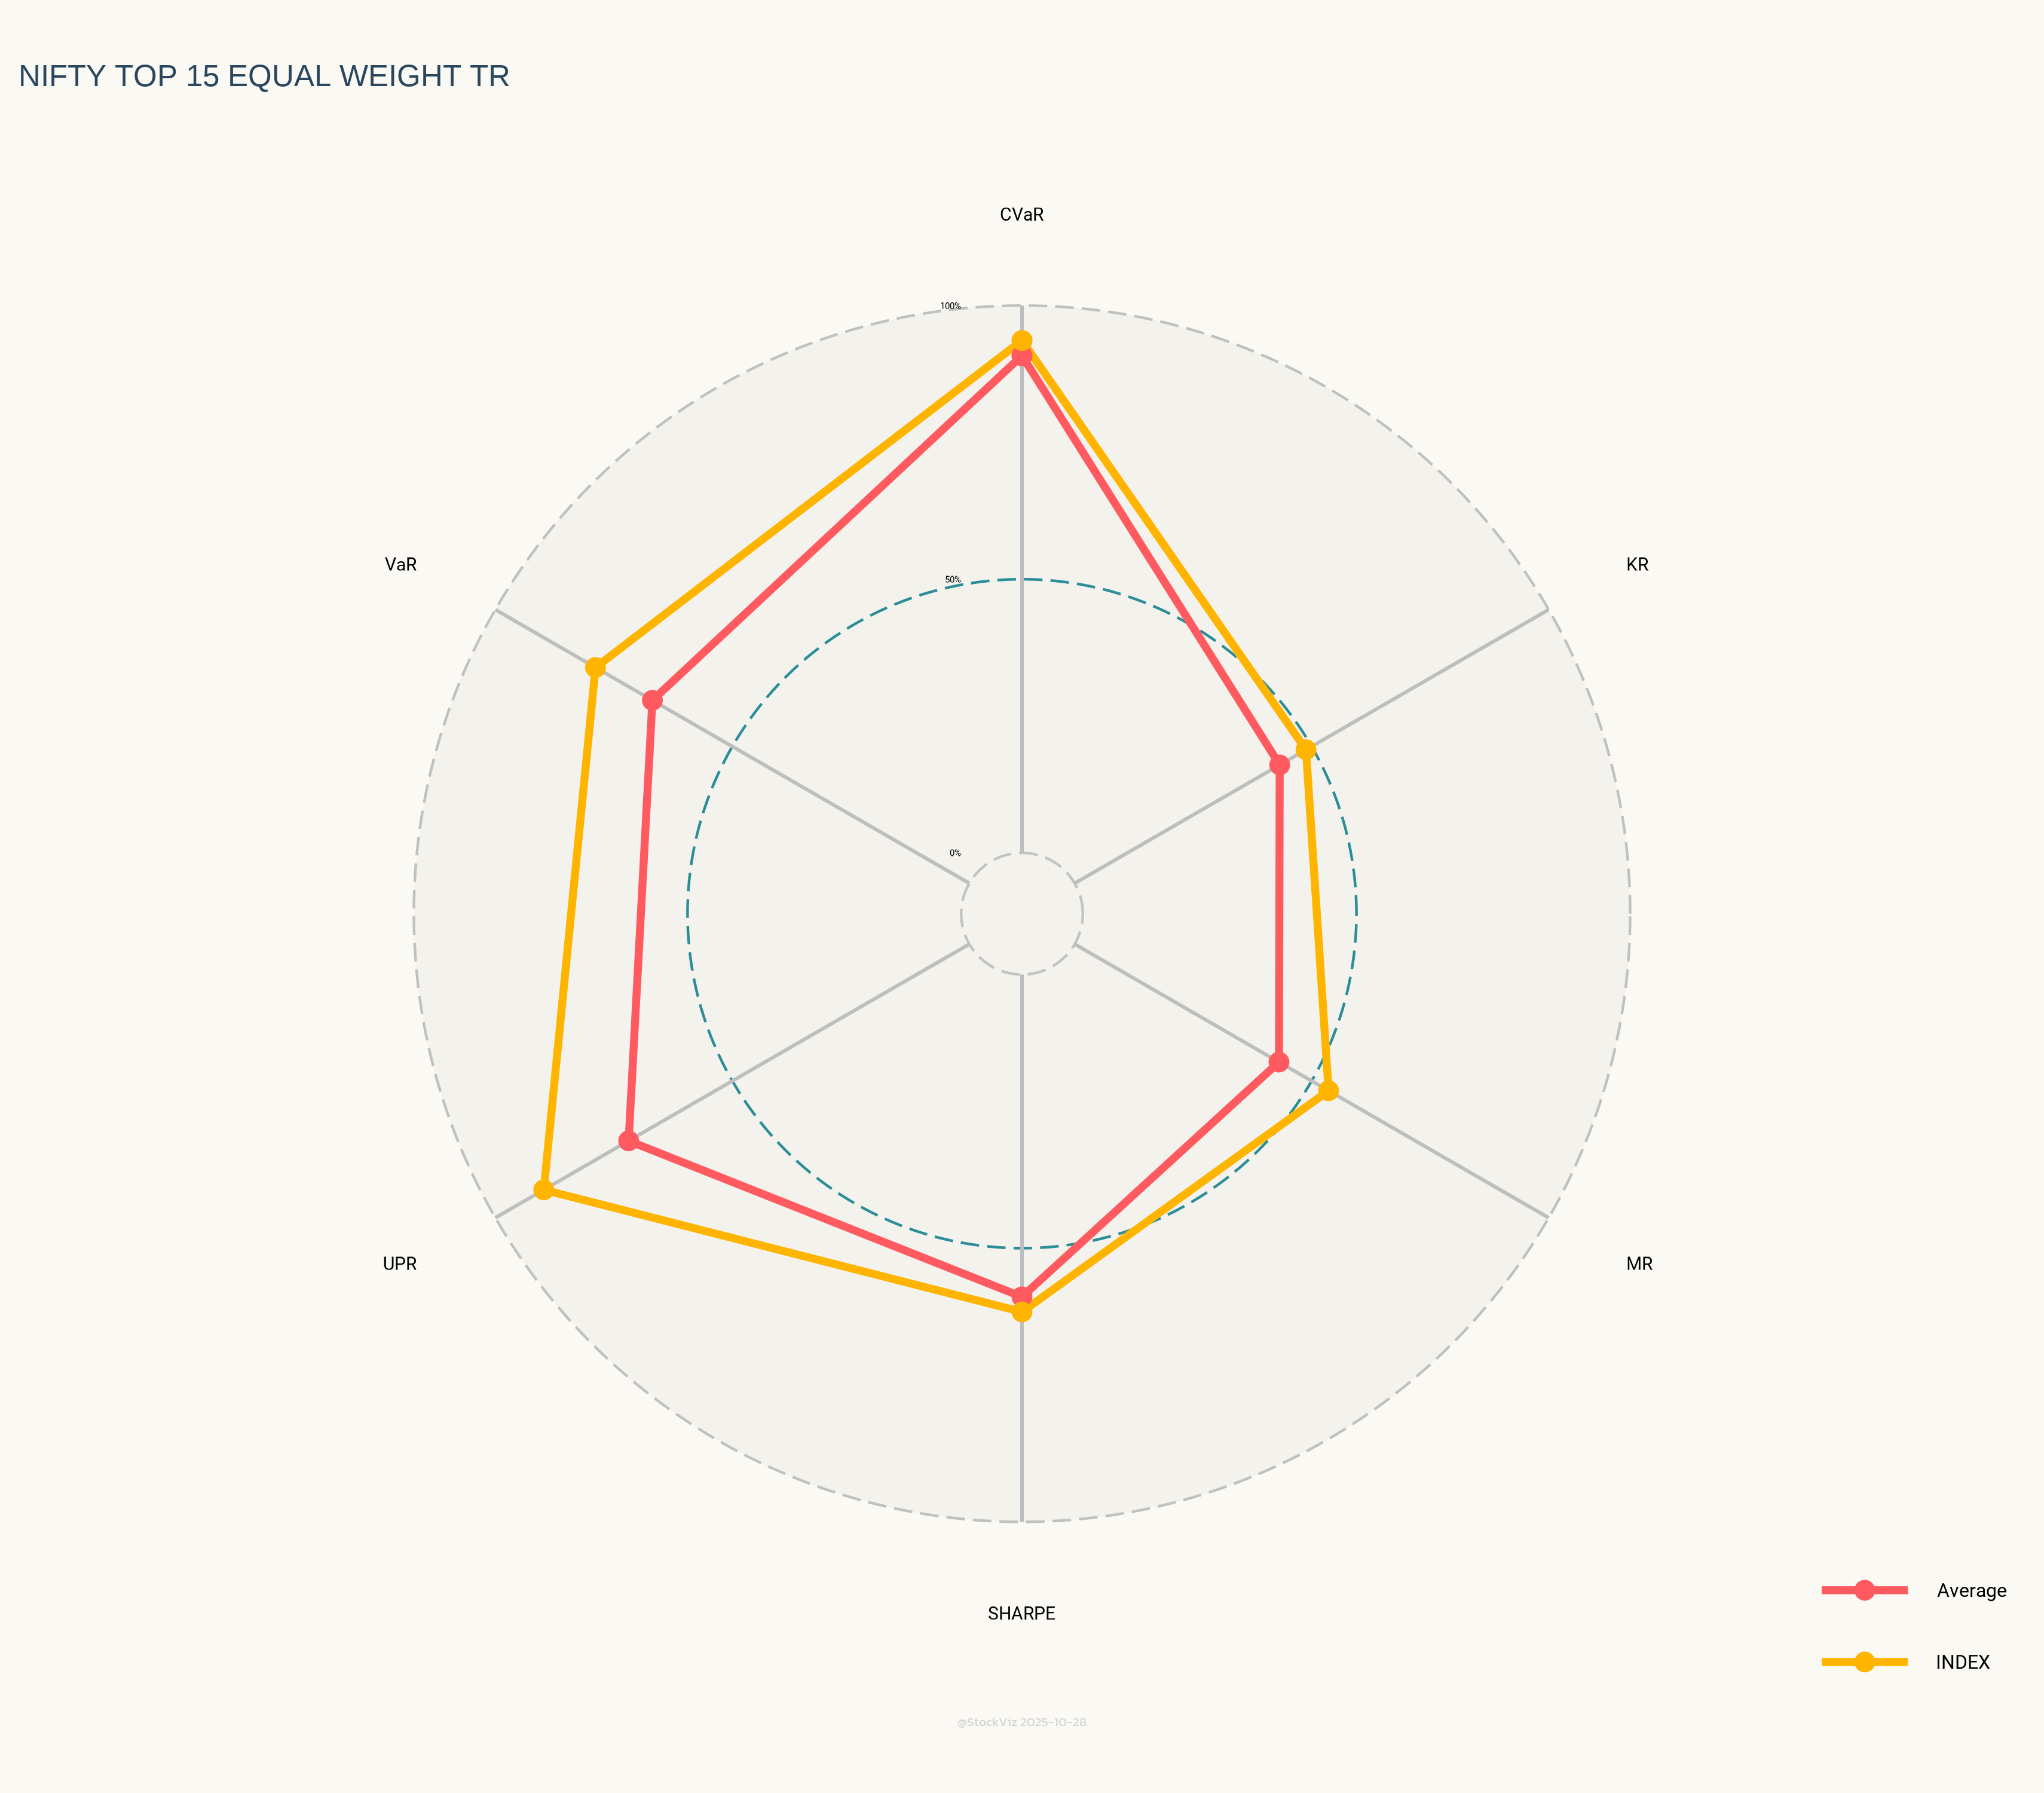 NIFTY TOP 15 EQUAL WEIGHT TR
CVaR
100%
VaR
KR
50%
0%
UPR
MR
SHARPE
Average
INDEX
@StockViz 2025-10-28